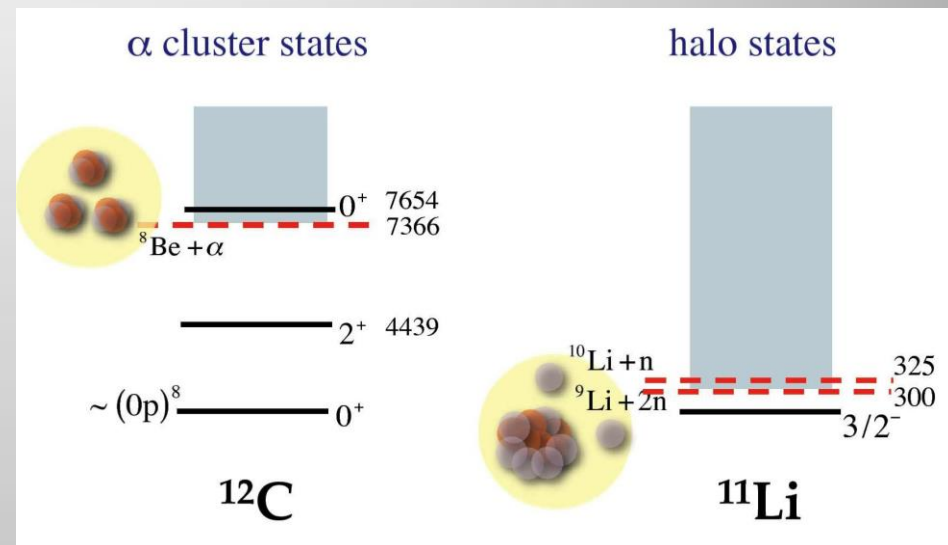 α cluster states
0⁺ 7654
7366
⁸Be + α
2⁺ 4439
~ (0p)⁸
0⁺
¹²C
halo states
¹⁰Li + n
325
⁹Li + 2n
300
3/2⁻
¹¹Li